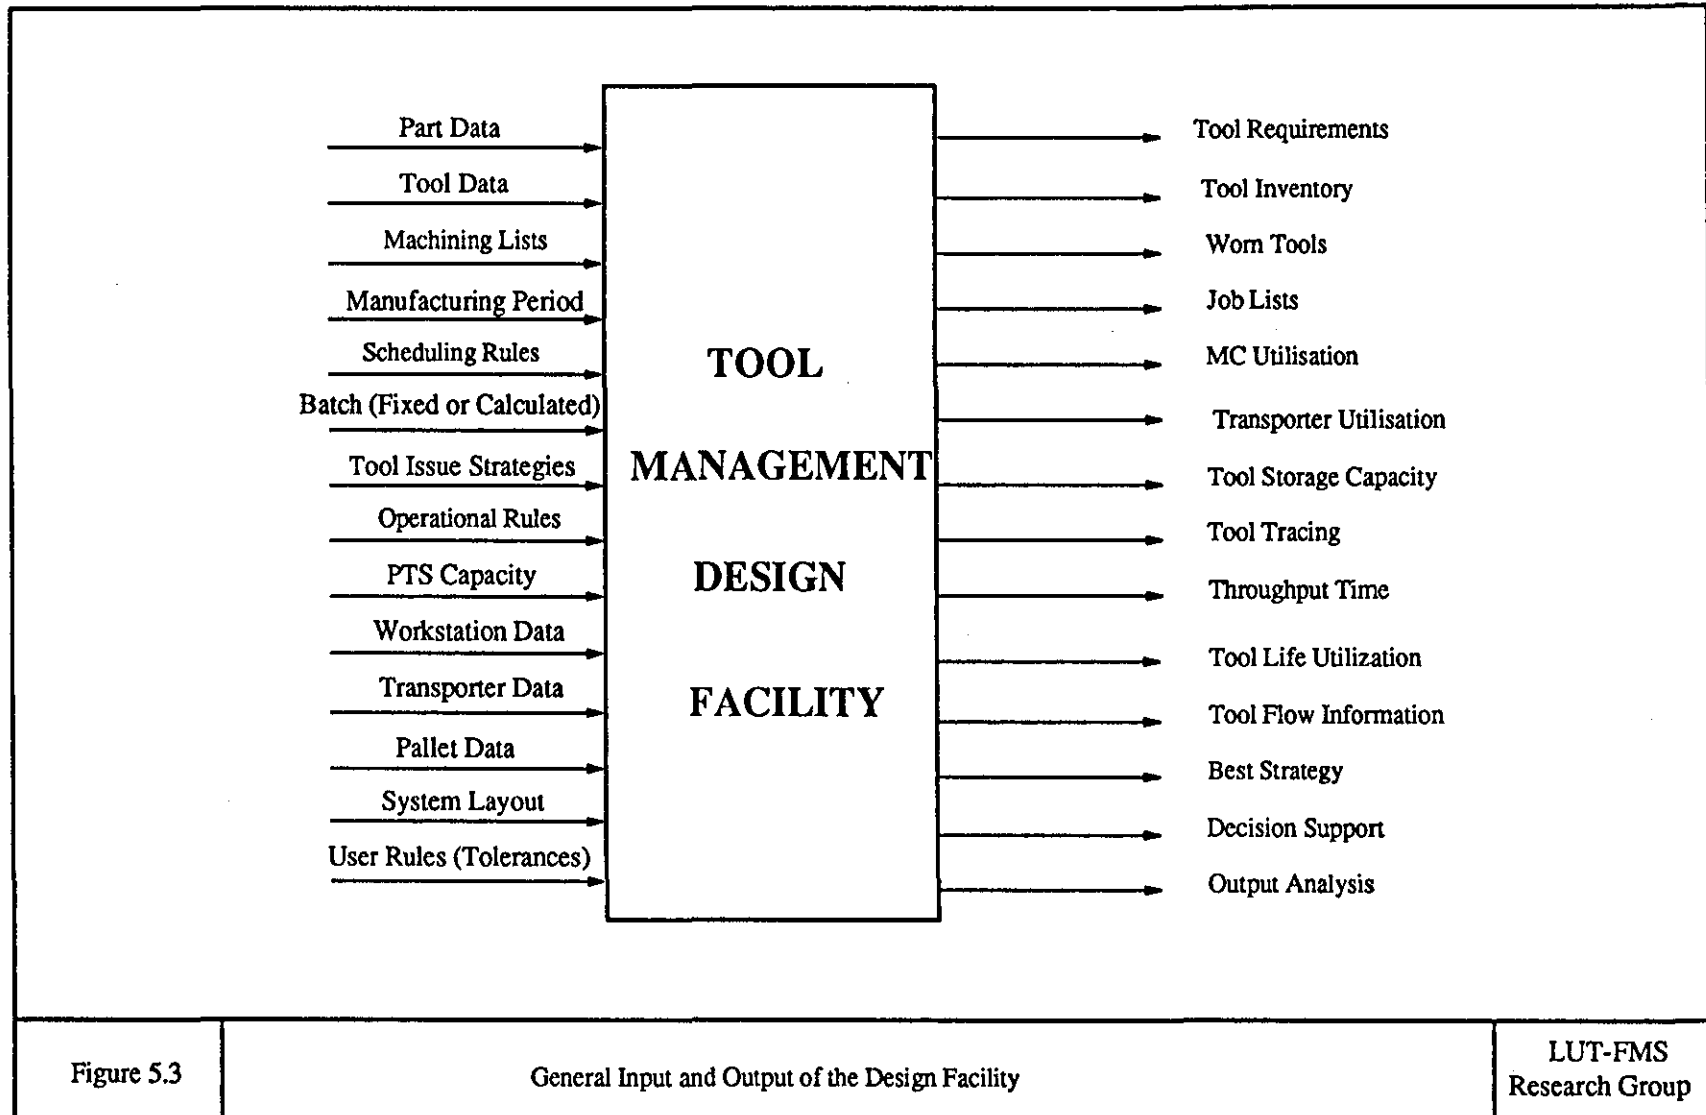 Part Data
Tool Data
Machining Lists
Manufacturing Period
Scheduling Rules
Batch (Fixed or Calculated)
Tool Issue Strategies
Operational Rules
PTS Capacity
Workstation Data
Transporter Data
Pallet Data
System Layout
User Rules (Tolerances)
TOOL
MANAGEMENT
DESIGN
FACILITY
Tool Requirements
Tool Inventory
Worn Tools
Job Lists
MC Utilisation
Transporter Utilisation
Tool Storage Capacity
Tool Tracing
Throughput Time
Tool Life Utilization
Tool Flow Information
Best Strategy
Decision Support
Output Analysis
Figure 5.3
General Input and Output of the Design Facility
LUT-FMS
Research Group